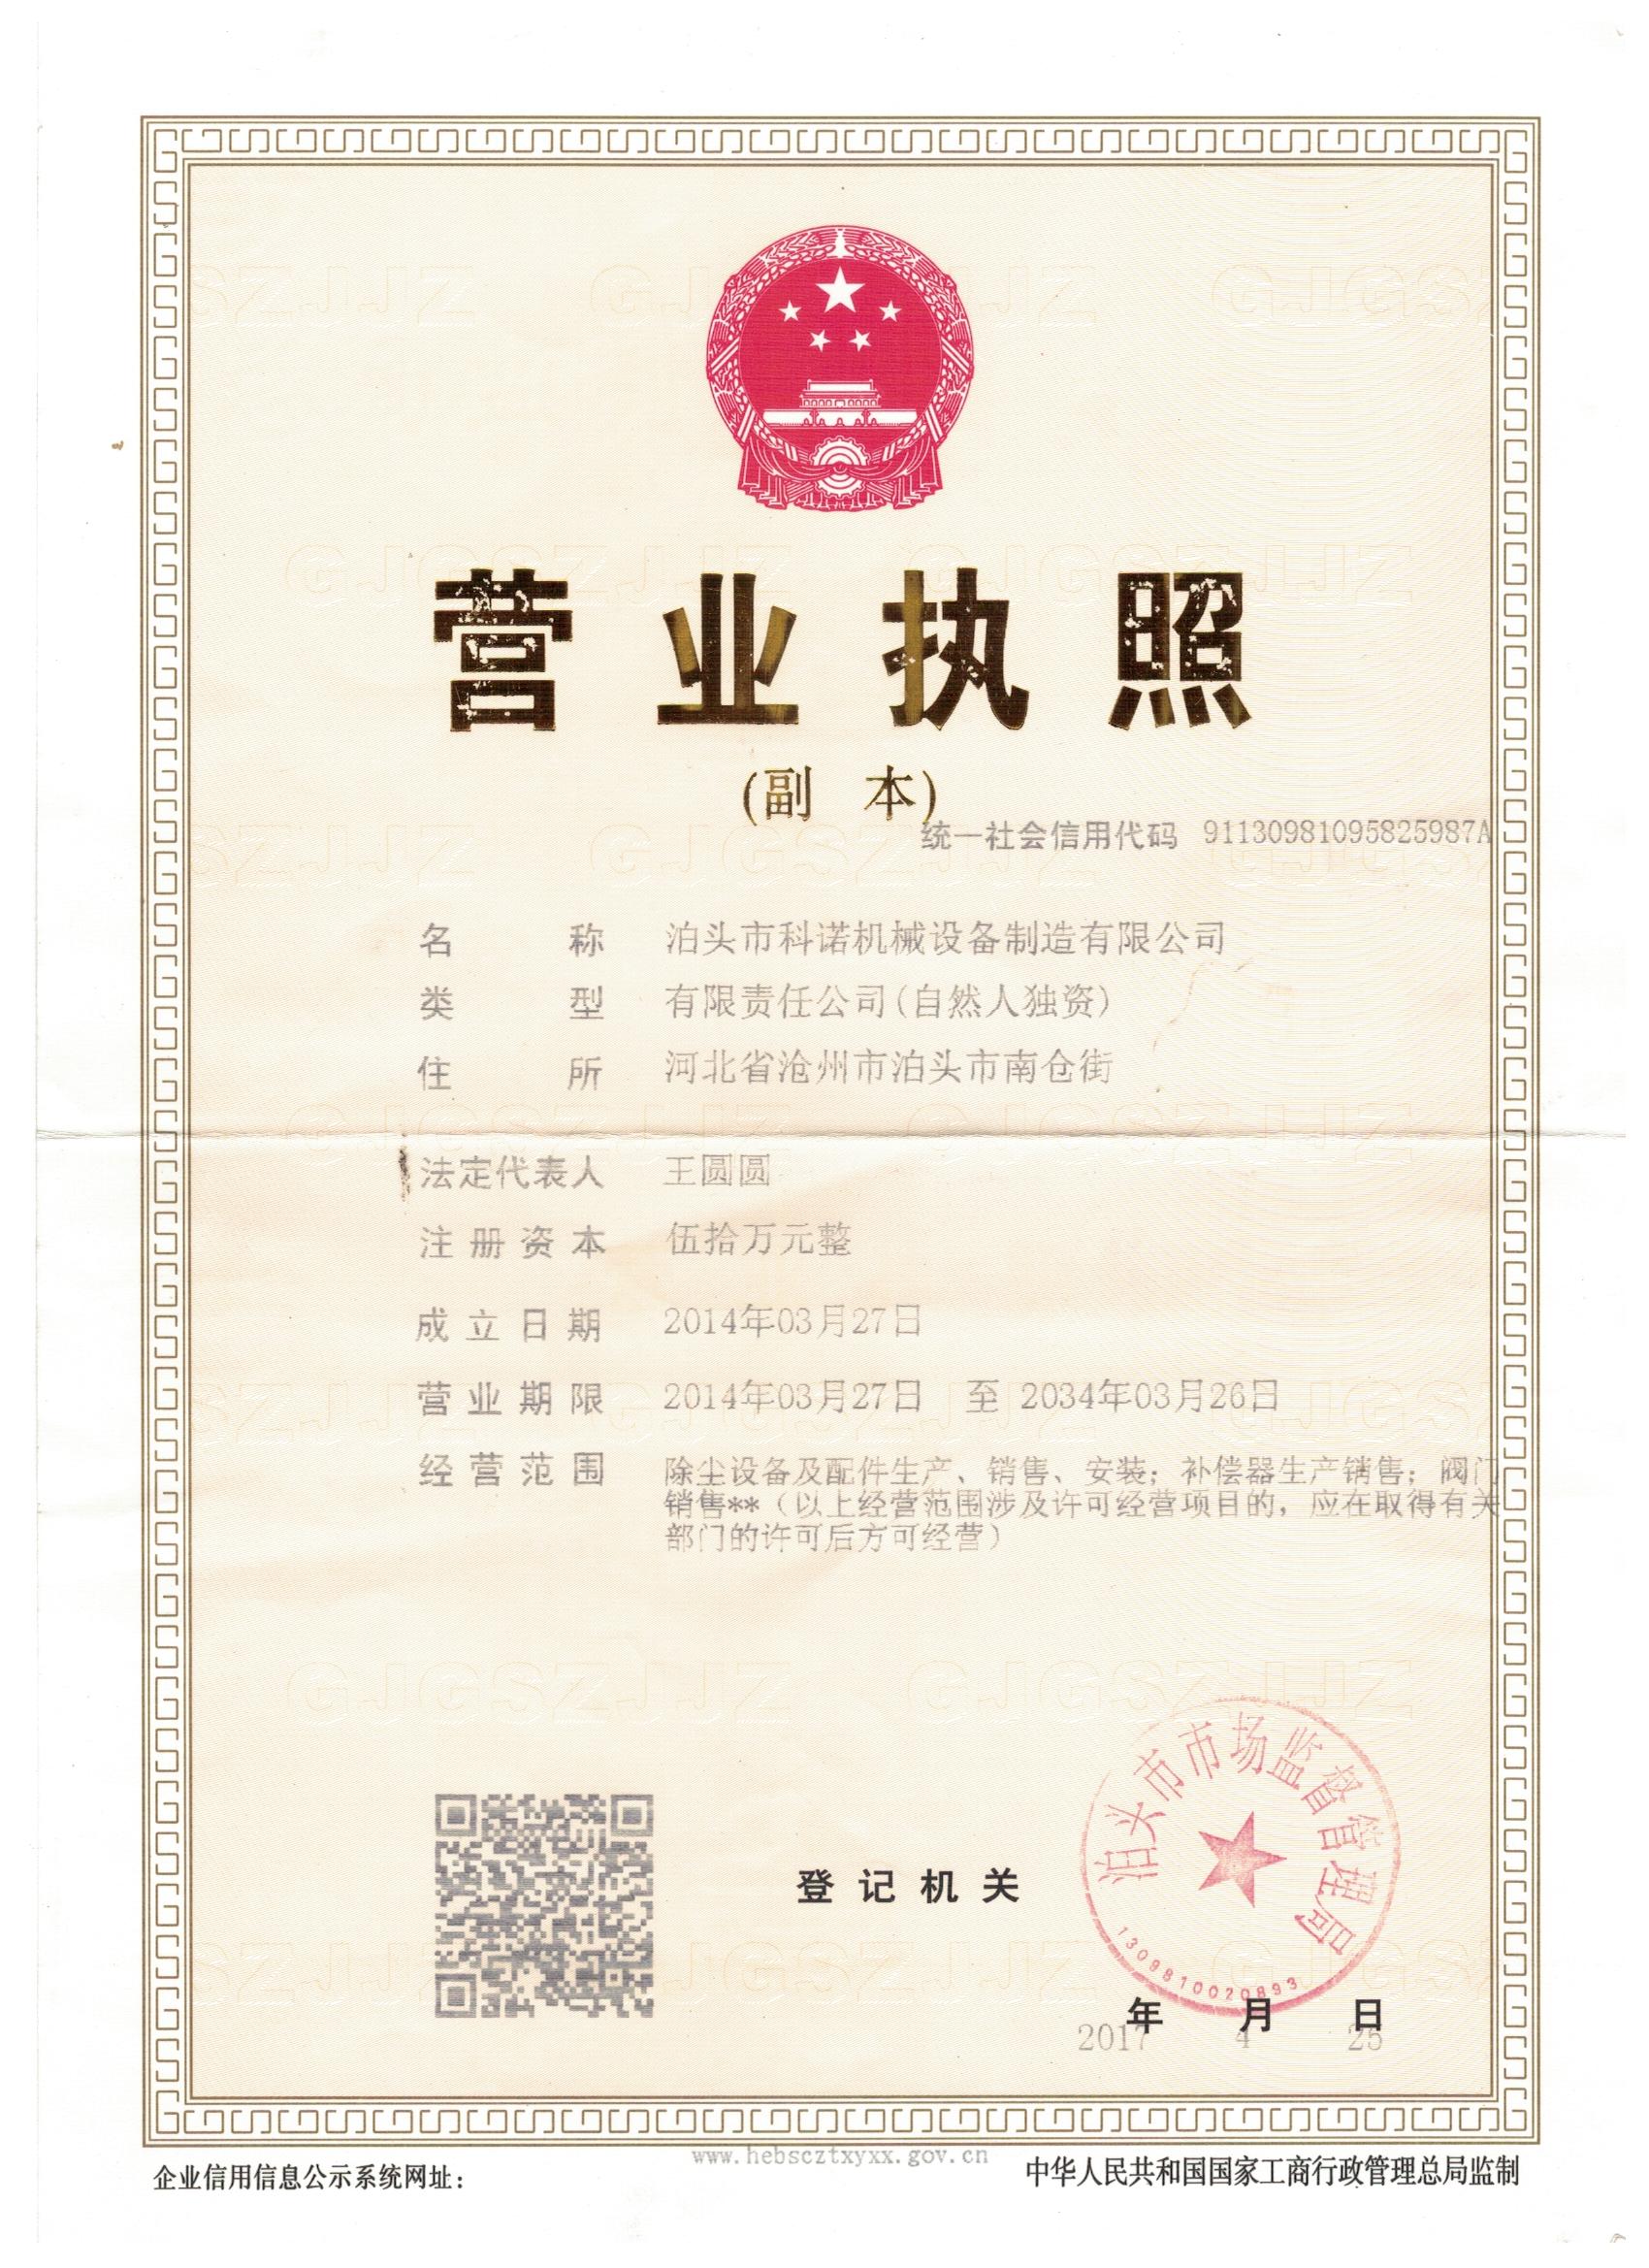 营业执照
(副 本)
统一社会信用代码 91130981095825987A
名 称 泊头市科诺机械设备制造有限公司
类 型 有限责任公司(自然人独资)
住 所 河北省沧州市泊头市南仓街
法定代表人 王圆圆
注册资本 伍拾万元整
成立日期 2014年03月27日
营业期限 2014年03月27日 至 2034年03月26日
经营范围 除尘设备及配件生产、销售、安装；补偿器生产销售；阀门
销售**（以上经营范围涉及许可经营项目的，应在取得有关
部门的许可后方可经营）
泊头市市场监督管理局
1309810020893
登记机关
年 月 日
2017 4 25
www.hebscztxyxx.gov.cn
企业信用信息公示系统网址：
中华人民共和国国家工商行政管理总局监制